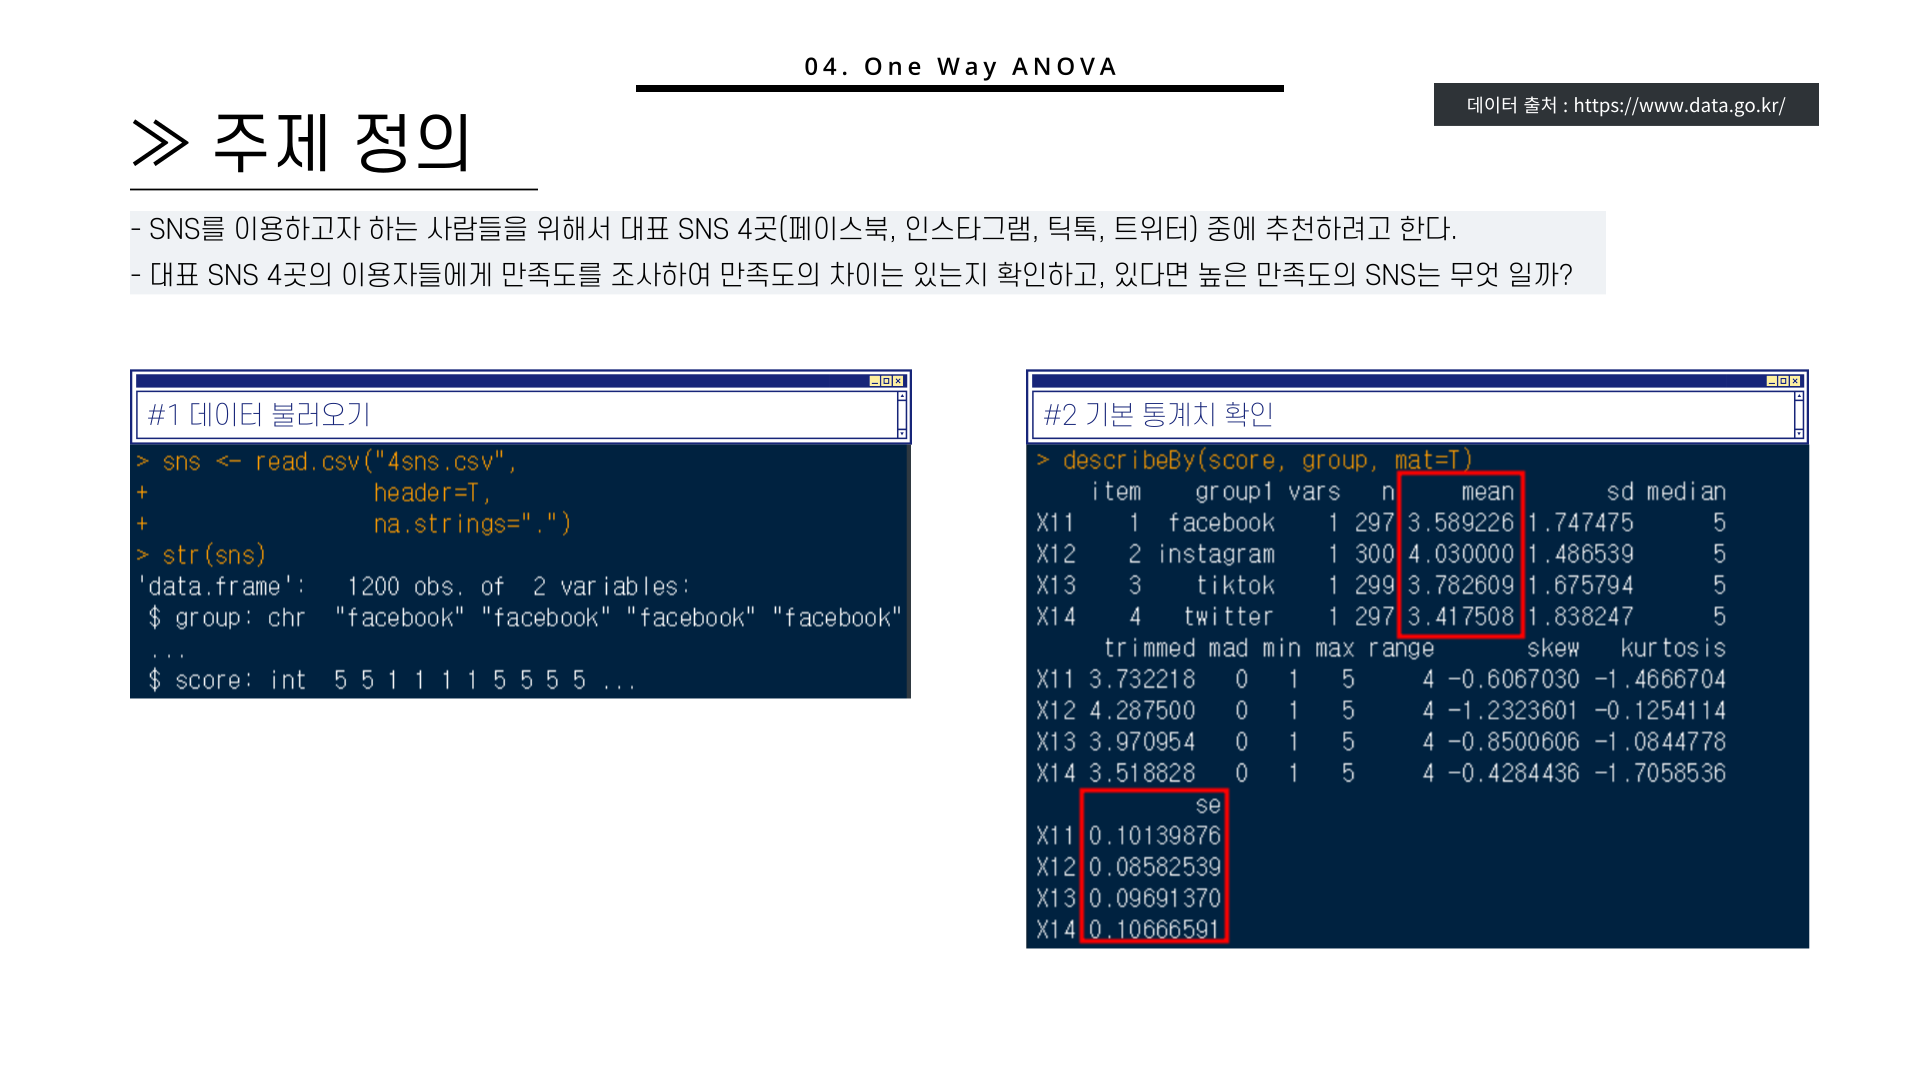 04. One Way ANOVA
데이터 출처 : https://www.data.go.kr/
≫ 주제 정의
- SNS를 이용하고자 하는 사람들을 위해서 대표 SNS 4곳(페이스북, 인스타그램, 틱톡, 트위터) 중에 추천하려고 한다.
- 대표 SNS 4곳의 이용자들에게 만족도를 조사하여 만족도의 차이는 있는지 확인하고, 있다면 높은 만족도의 SNS는 무엇 일까?
#1 데이터 불러오기
> sns <- read.csv("4sns.csv",
+ header=T,
+ na.strings=".")
> str(sns)
'data.frame': 1200 obs. of 2 variables:
$ group: chr "facebook" "facebook" "facebook" "facebook"
...
$ score: int 5 5 1 1 1 1 5 5 5 5 ...
#2 기본 통계치 확인
> describeBy(score, group, mat=T)
item group1 vars n mean sd median
X11 1 facebook 1 297 3.589226 1.747475 5
X12 2 instagram 1 300 4.030000 1.486539 5
X13 3 tiktok 1 299 3.782609 1.675794 5
X14 4 twitter 1 297 3.417508 1.838247 5
trimmed mad min max range skew kurtosis
X11 3.732218 0 1 5 4 -0.6067030 -1.4666704
X12 4.287500 0 1 5 4 -1.2323601 -0.1254114
X13 3.970954 0 1 5 4 -0.8500606 -1.0844778
X14 3.518828 0 1 5 4 -0.4284436 -1.7058536
se
X11 0.10139876
X12 0.08582539
X13 0.09691370
X14 0.10666591